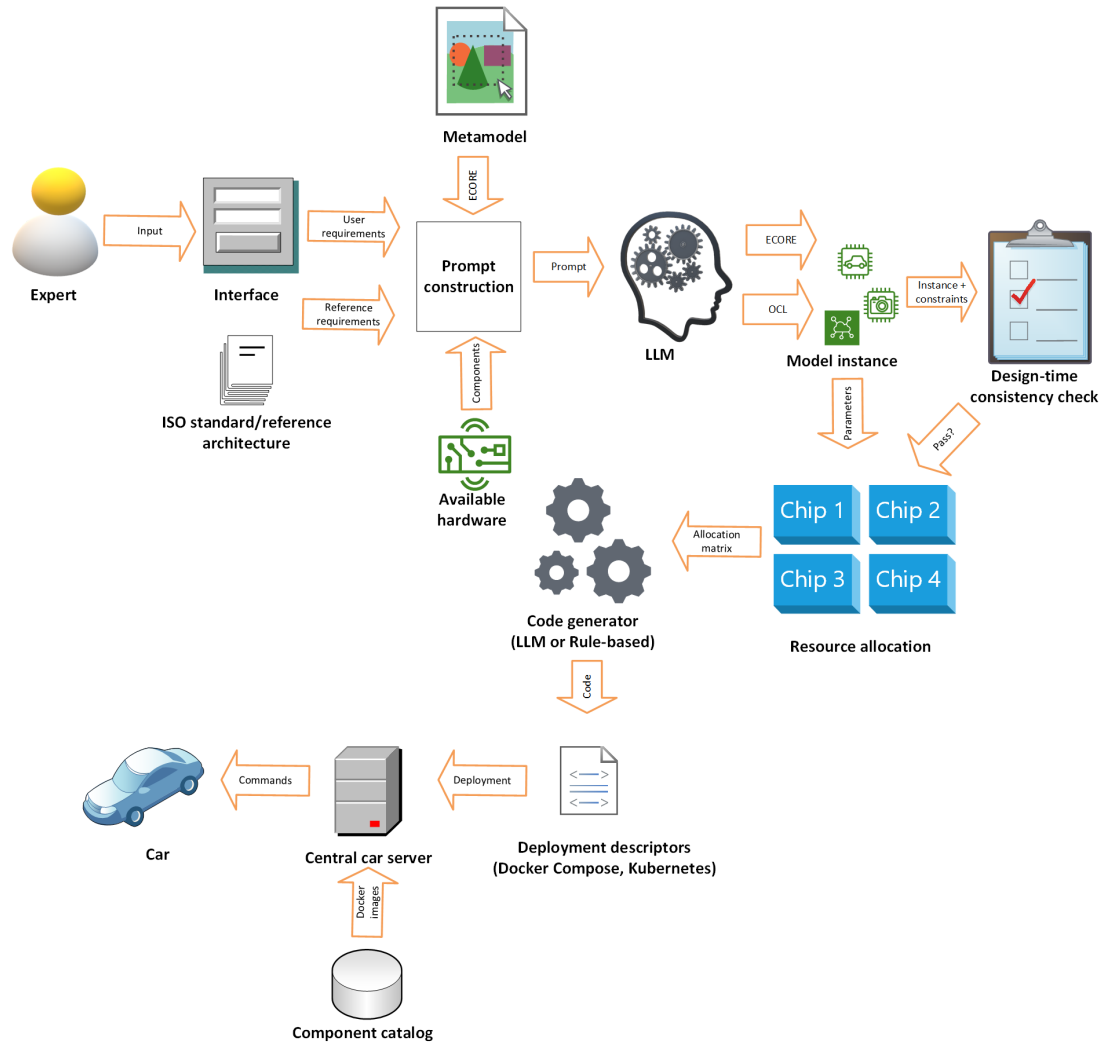 Metamodel
ECORE
Input
User
requirements
Expert
Interface
Reference
requirements
Prompt
construction
Prompt
LLM
ECORE
OCL
Model instance
Instance +
constraints
Design-time
consistency check
ISO standard/reference
architecture
Components
Available
hardware
Parameters
Pass?
Chip 1
Chip 2
Chip 3
Chip 4
Resource allocation
Allocation
matrix
Code generator
(LLM or Rule-based)
Code
Deployment descriptors
(Docker Compose, Kubernetes)
Deployment
Central car server
Commands
Car
Docker
images
Component catalog